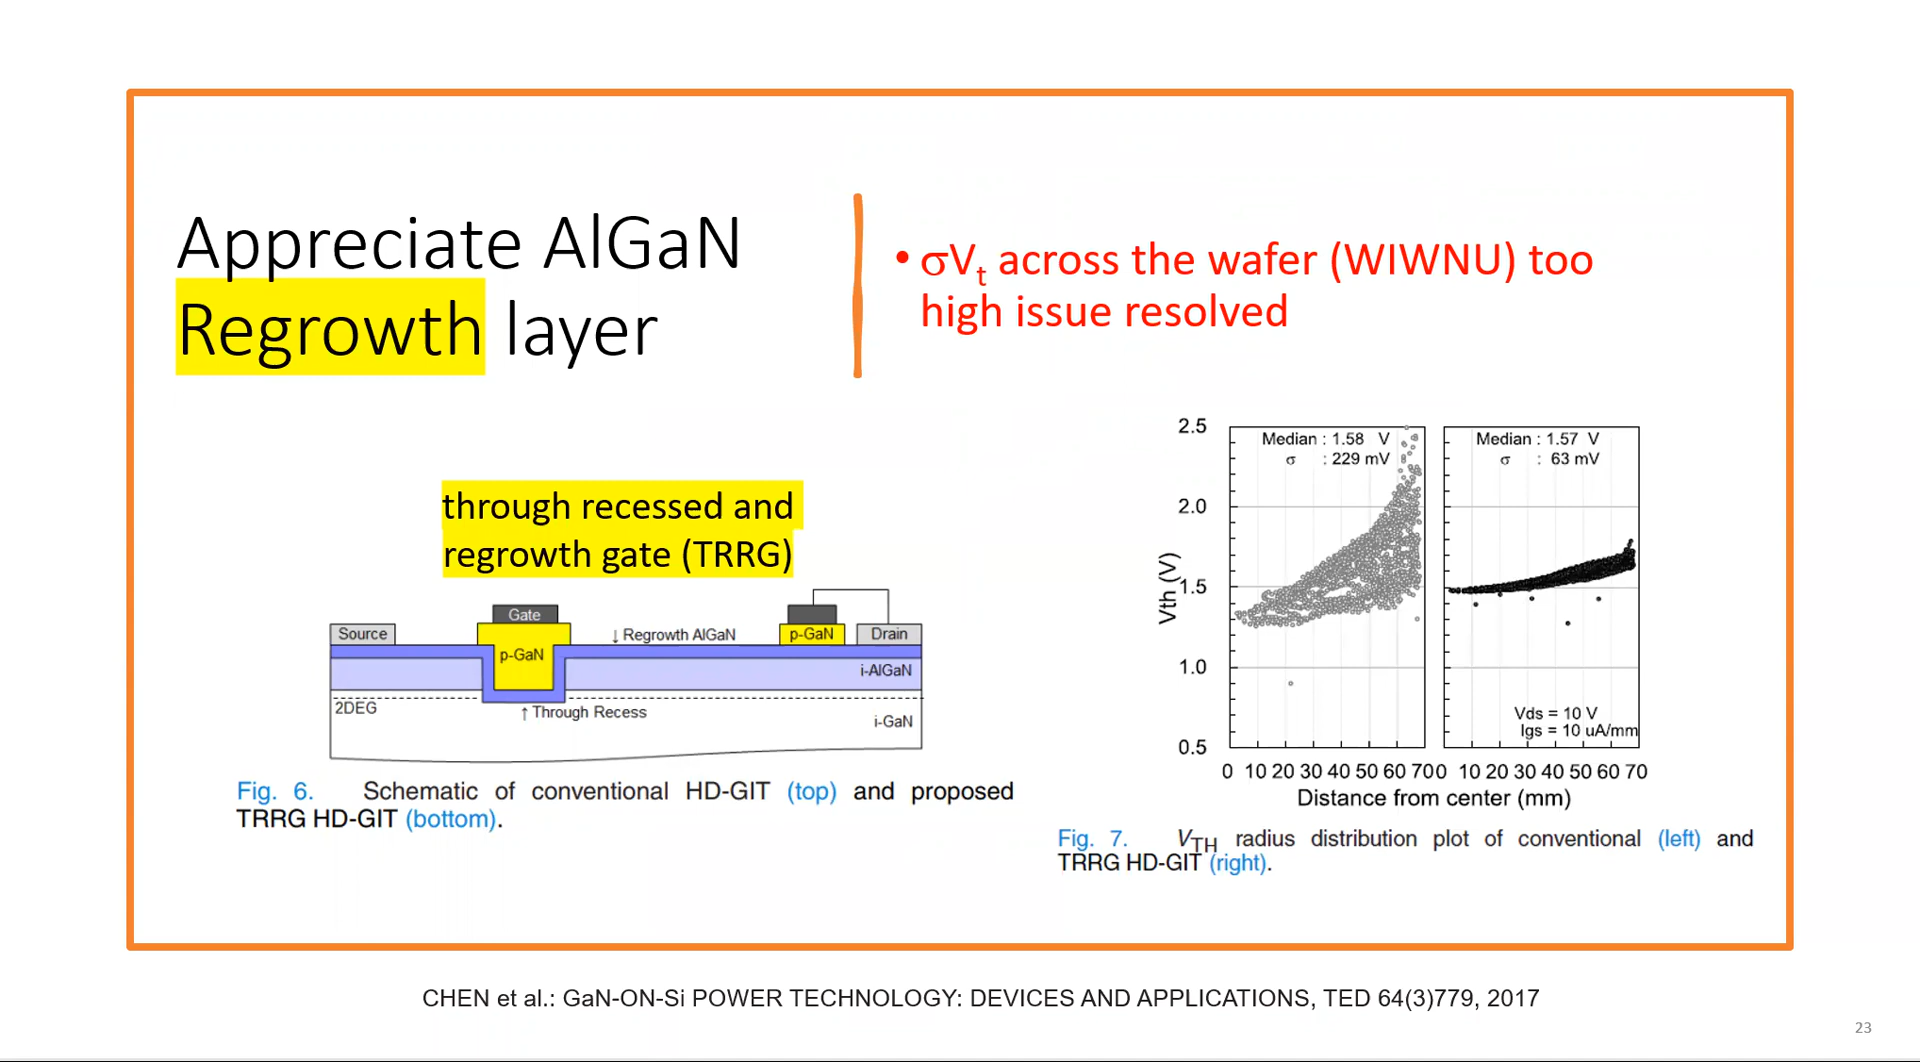 Appreciate AlGaN
Regrowth layer
• σVt across the wafer (WIWNU) too
high issue resolved
through recessed and
regrowth gate (TRRG)
Source
Gate
p-GaN
↓ Regrowth AlGaN
p-GaN
Drain
i-AlGaN
2DEG
↑ Through Recess
i-GaN
Fig. 6. Schematic of conventional HD-GIT (top) and proposed
TRRG HD-GIT (bottom).
Vth (V)
2.5
2.0
1.5
1.0
0.5
Median : 1.58 V
σ : 229 mV
Median : 1.57 V
σ : 63 mV
Vds = 10 V
Igs = 10 uA/mm
0 10 20 30 40 50 60 70 0 10 20 30 40 50 60 70
Distance from center (mm)
Fig. 7. VTH radius distribution plot of conventional (left) and
TRRG HD-GIT (right).
CHEN et al.: GaN-ON-Si POWER TECHNOLOGY: DEVICES AND APPLICATIONS, TED 64(3)779, 2017
23